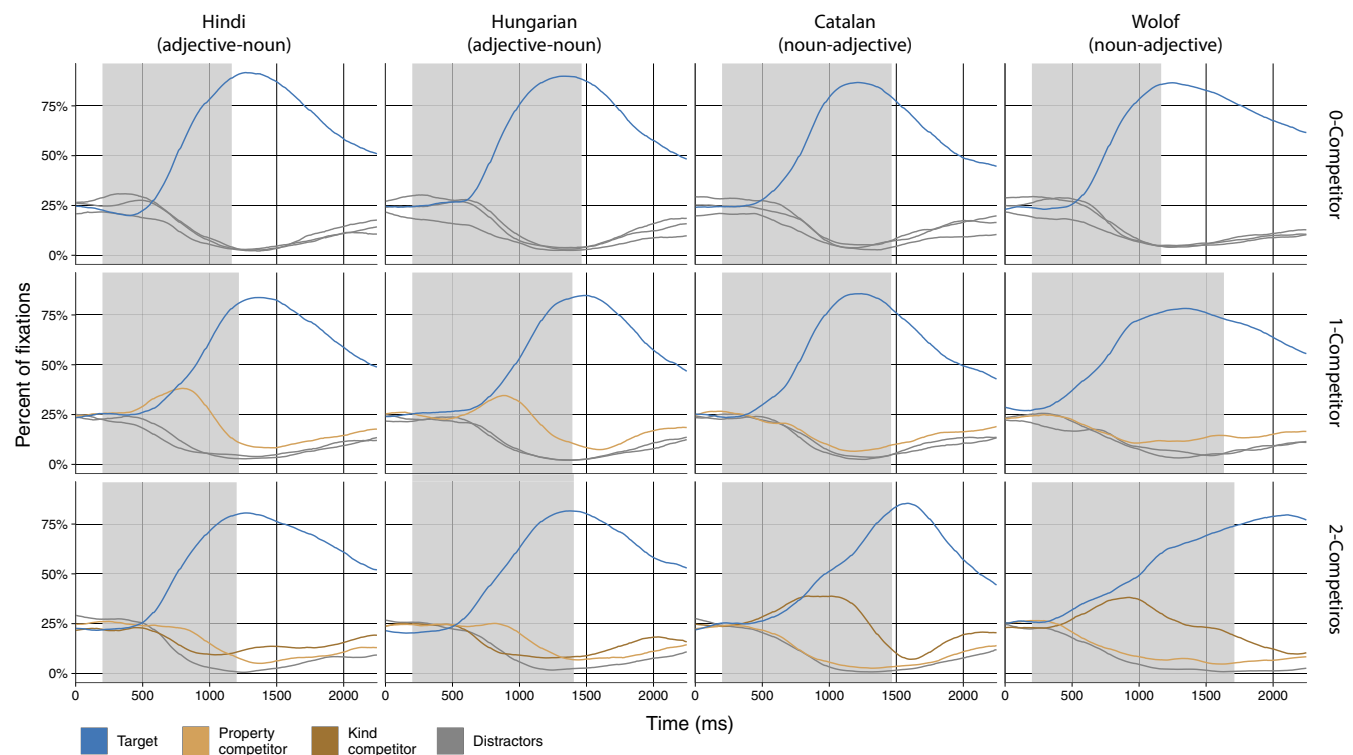 Hindi
(adjective-noun)
Hungarian
(adjective-noun)
Catalan
(noun-adjective)
Wolof
(noun-adjective)
75%
50%
25%
0%
0-Competitor
75%
50%
25%
0%
1-Competitor
75%
50%
25%
0%
2-Competiros
Percent of fixations
0
500
1000
1500
2000
0
500
1000
1500
2000
0
500
1000
1500
2000
0
500
1000
1500
2000
Time (ms)
Target
Property
competitor
Kind
competitor
Distractors